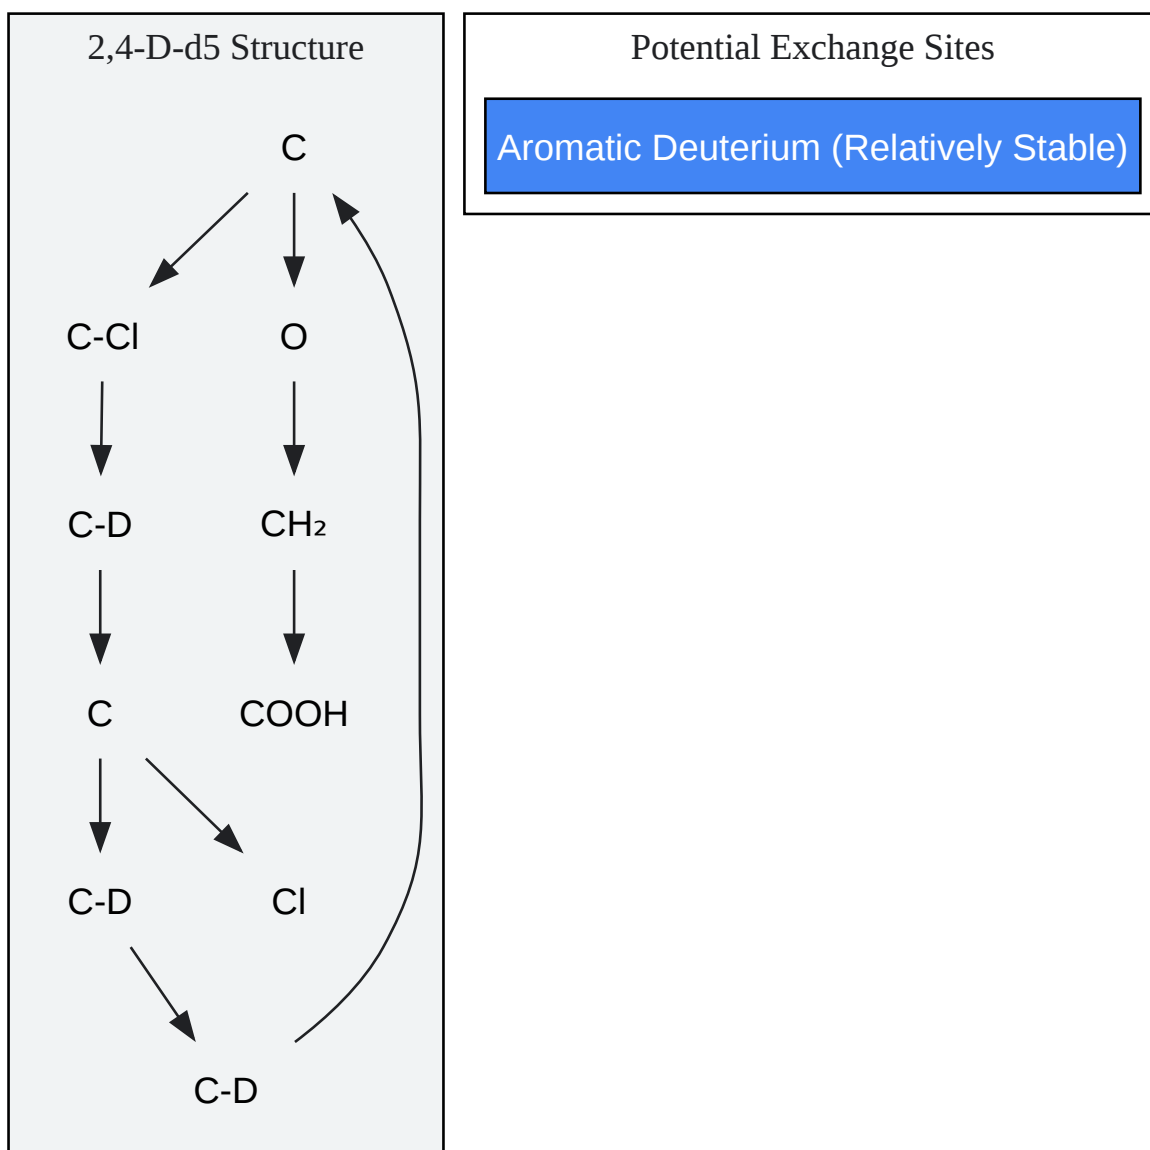 2,4-D-d5 Structure
C
C-Cl
O
C-D
CH₂
C
COOH
C-D
Cl
C-D
Potential Exchange Sites
Aromatic Deuterium (Relatively Stable)